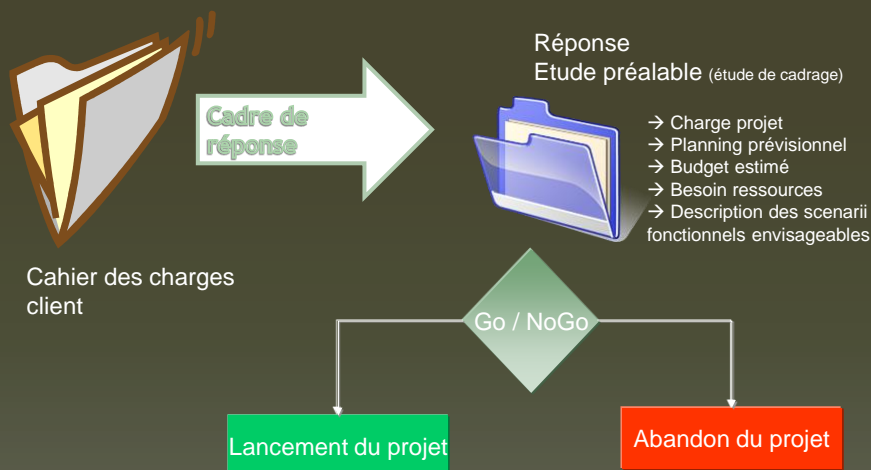 Cahier des charges
client
Cadre de
réponse
Réponse
Etude préalable (étude de cadrage)
→ Charge projet
→ Planning prévisionnel
→ Budget estimé
→ Besoin ressources
→ Description des scenarii
fonctionnels envisageables
Go / NoGo
Lancement du projet
Abandon du projet